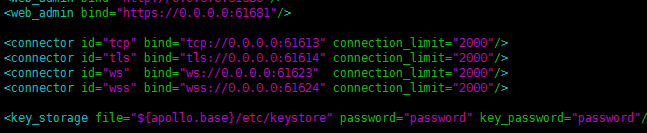 <web_admin bind="https://0.0.0.0:61681"/>
<connector id="tcp" bind="tcp://0.0.0.0:61613" connection_limit="2000"/>
<connector id="tls" bind="tls://0.0.0.0:61614" connection_limit="2000"/>
<connector id="ws"  bind="ws://0.0.0.0:61623"  connection_limit="2000"/>
<connector id="wss" bind="wss://0.0.0.0:61624" connection_limit="2000"/>
<key_storage file="${apollo.base}/etc/keystore" password="password" key_password="password"/